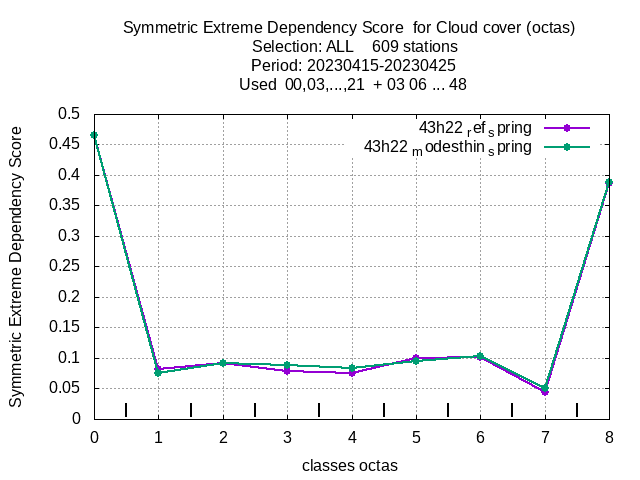 Symmetric Extreme Dependency Score for Cloud cover (octas)
Selection: ALL 609 stations
Period: 20230415-20230425
Used 00,03,...,21 + 03 06 ... 48
43h22 ref spring
43h22 modesthin spring
Symmetric Extreme Dependency Score
0.5
0.45
0.4
0.35
0.3
0.25
0.2
0.15
0.1
0.05
0
0 1 2 3 4 5 6 7 8
classes octas